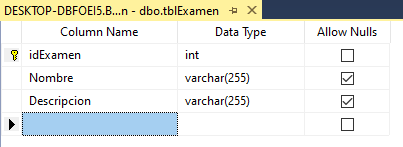 DESKTOP-DBFOEI5.B...n - dbo.tblExamen
Column Name Data Type Allow Nulls
idExamen int
Nombre varchar(255)
Descripcion varchar(255)